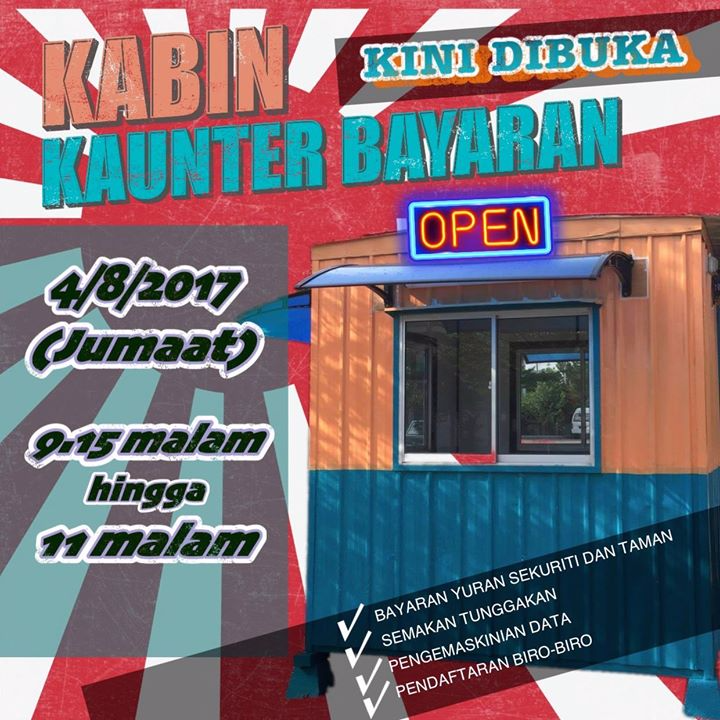 KABIN
KINI DIBUKA
KAUNTER BAYARAN
OPEN
4/8/2017
(Jumaat)
9.15 malam
hingga
11 malam
BAYARAN YURAN SEKURITI DAN TAMAN
SEMAKAN TUNGGAKAN
PENGEMASKINIAN DATA
PENDAFTARAN BIRO-BIRO